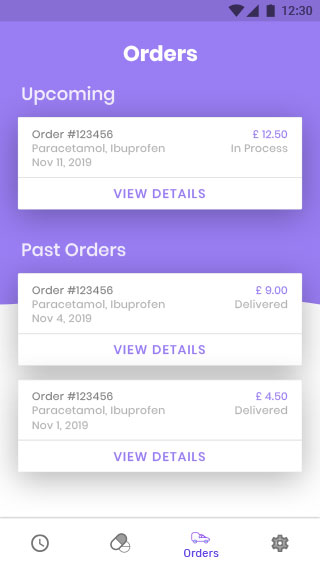 12:30
Orders
Upcoming
Order #123456 £ 12.50
Paracetamol, Ibuprofen In Process
Nov 11, 2019
VIEW DETAILS
Past Orders
Order #123456 £ 9.00
Paracetamol, Ibuprofen Delivered
Nov 4, 2019
VIEW DETAILS
Order #123456 £ 4.50
Paracetamol, Ibuprofen Delivered
Nov 1, 2019
VIEW DETAILS
Orders